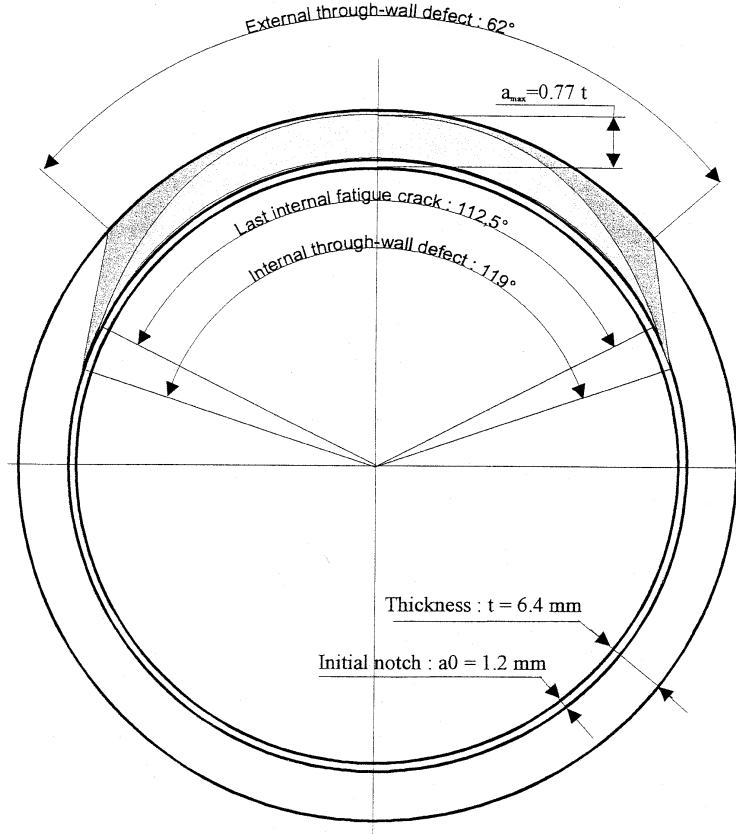 External through-wall defect : 62°
aₘₐₓ=0.77 t
Last internal fatigue crack : 112,5°
Internal through-wall defect : 119°
Thickness : t = 6.4 mm
Initial notch : a0 = 1.2 mm